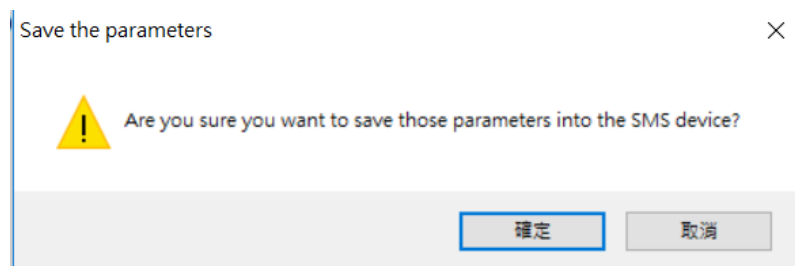 Save the parameters
Are you sure you want to save those parameters into the SMS device?
確定
取消